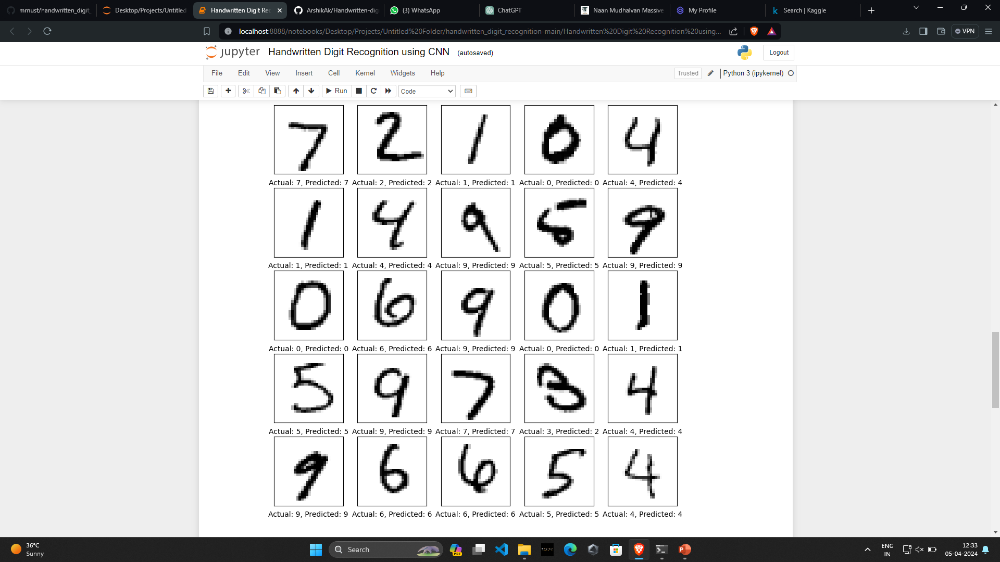 mrnust/handwritten_digit_
Desktop/Projects/Untitled
Handwritten Digit Rec
ArshikAk/Handwritten-dig
(3) WhatsApp
ChatGPT
Naan Mudhalvan Massive
My Profile
Search | Kaggle
localhost:8888/notebooks/Desktop/Projects/Untitled%20Folder/handwritten_digit_recognition-main/Handwritten%20Digit%20Recognition%20using...
VPN
jupyter Handwritten Digit Recognition using CNN (autosaved)
Logout
File Edit View Insert Cell Kernel Widgets Help
Trusted
Python 3 (ipykernel)
Run
Code
7 2 1 0 4
Actual: 7, Predicted: 7 Actual: 2, Predicted: 2 Actual: 1, Predicted: 1 Actual: 0, Predicted: 0 Actual: 4, Predicted: 4
1 4 9 5 9
Actual: 1, Predicted: 1 Actual: 4, Predicted: 4 Actual: 9, Predicted: 9 Actual: 5, Predicted: 5 Actual: 9, Predicted: 9
0 6 9 0 1
Actual: 0, Predicted: 0 Actual: 6, Predicted: 6 Actual: 9, Predicted: 9 Actual: 0, Predicted: 0 Actual: 1, Predicted: 1
5 9 7 3 4
Actual: 5, Predicted: 5 Actual: 9, Predicted: 9 Actual: 7, Predicted: 7 Actual: 3, Predicted: 2 Actual: 4, Predicted: 4
9 6 6 5 4
Actual: 9, Predicted: 9 Actual: 6, Predicted: 6 Actual: 6, Predicted: 6 Actual: 5, Predicted: 5 Actual: 4, Predicted: 4
36°C
Sunny
Search
PRE
ENG
IN
12:33
05-04-2024